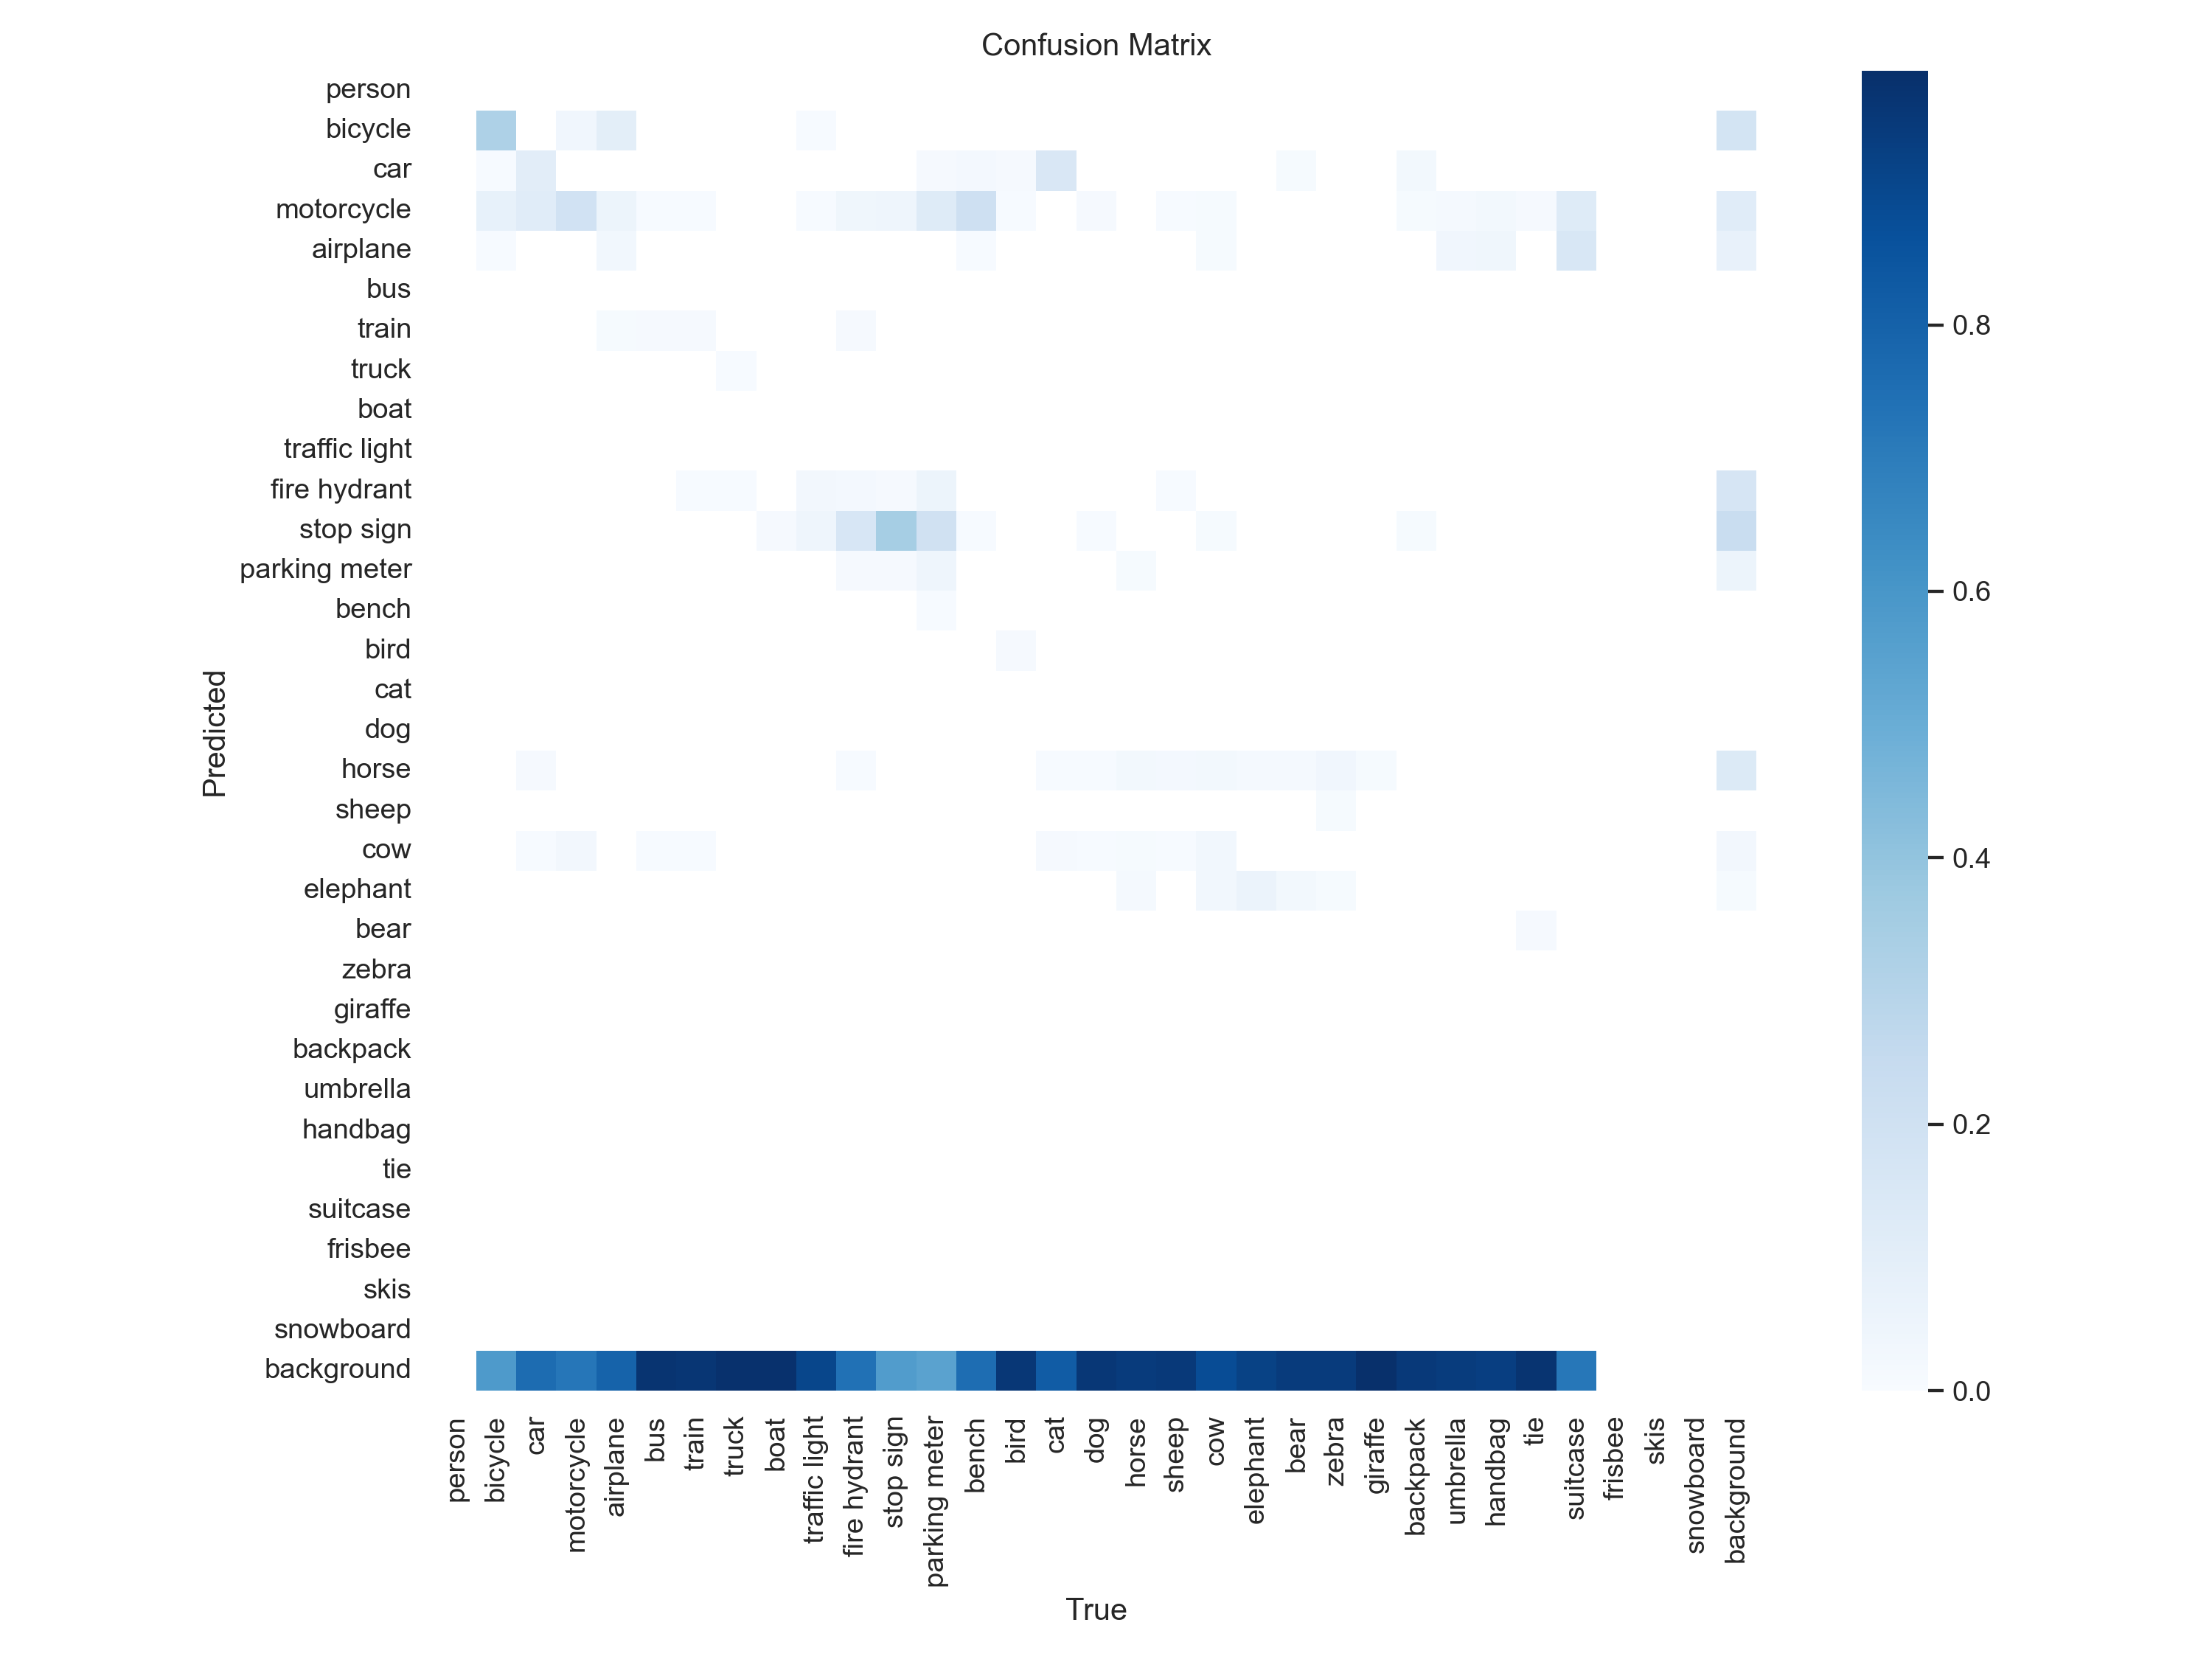 Confusion Matrix
person
bicycle
car
motorcycle
airplane
bus
train
truck
boat
traffic light
fire hydrant
stop sign
parking meter
bench
bird
cat
dog
horse
sheep
cow
elephant
bear
zebra
giraffe
backpack
umbrella
handbag
tie
suitcase
frisbee
skis
snowboard
background
Predicted
person
bicycle
car
motorcycle
airplane
bus
train
truck
boat
traffic light
fire hydrant
stop sign
parking meter
bench
bird
cat
dog
horse
sheep
cow
elephant
bear
zebra
giraffe
backpack
umbrella
handbag
tie
suitcase
frisbee
skis
snowboard
background
True
0.8
0.6
0.4
0.2
0.0